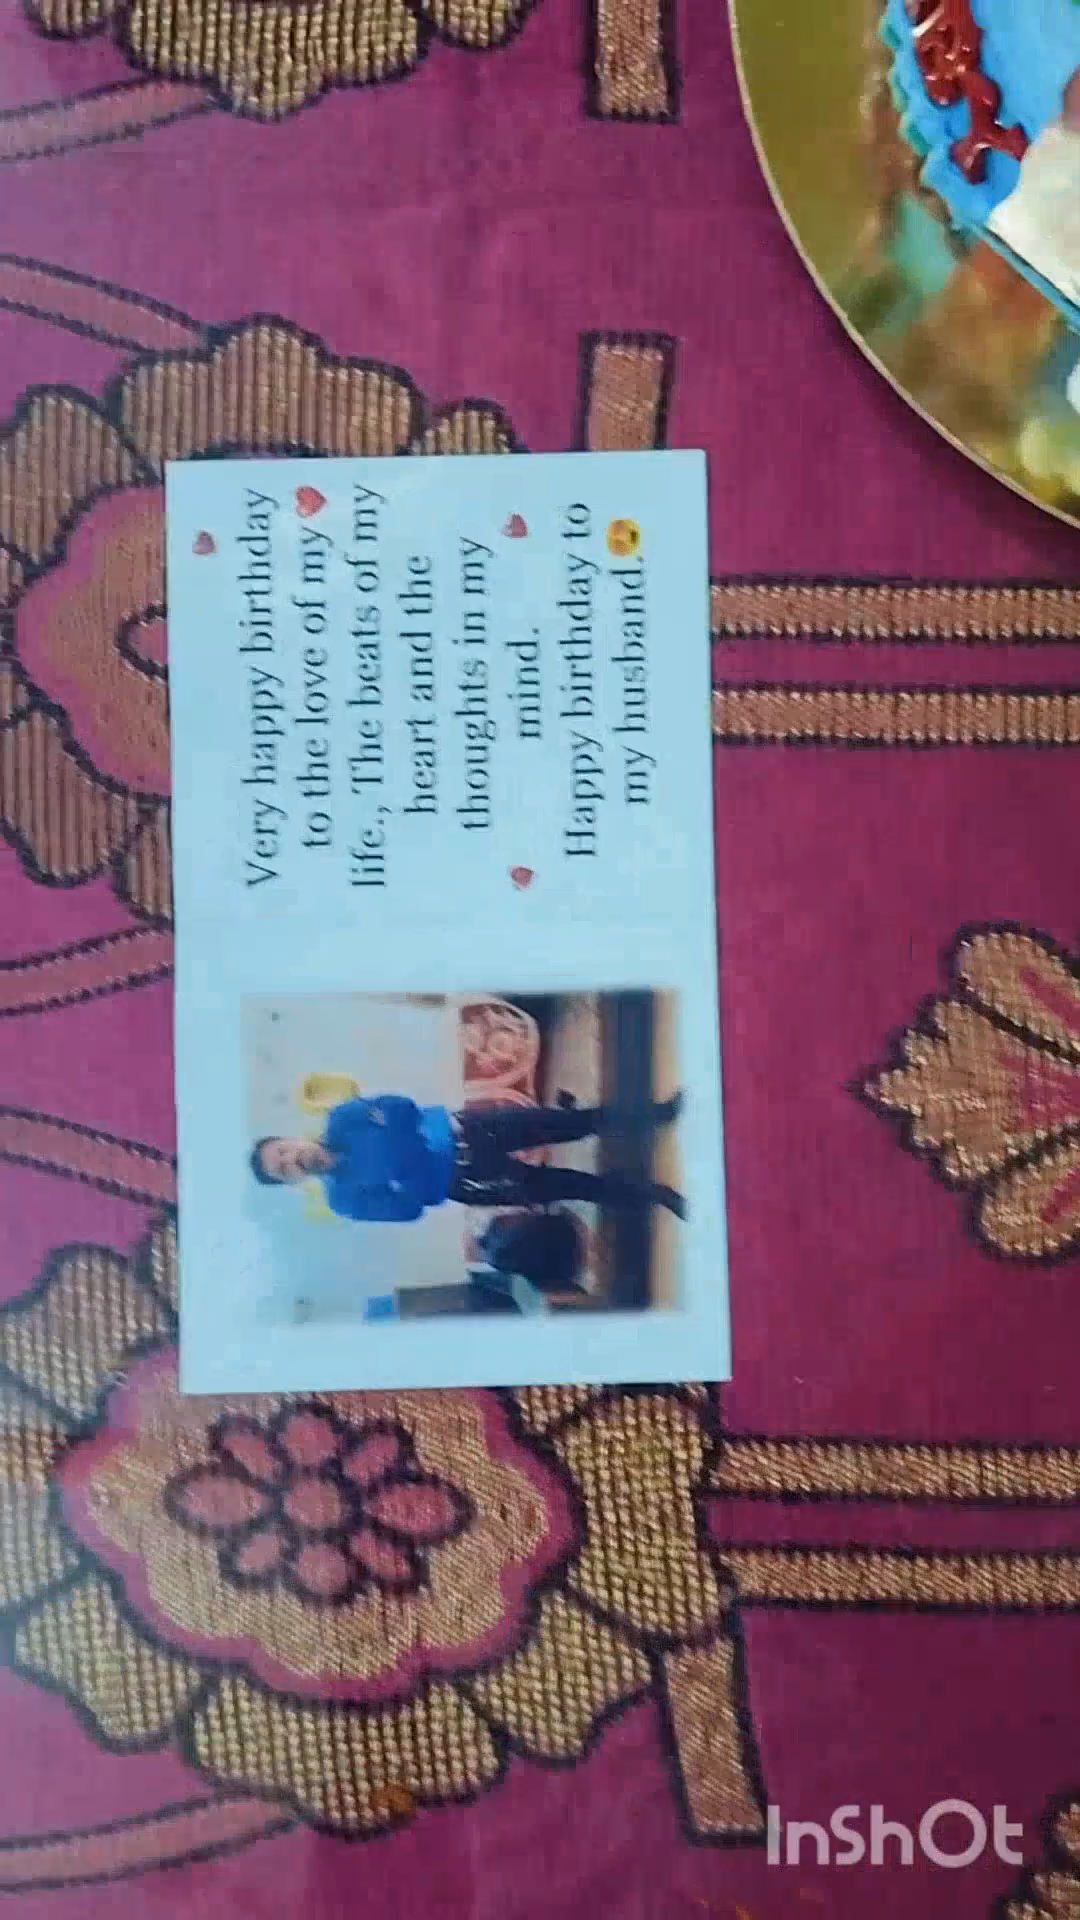 Very happy birthday
to the love of my ❤️
life., The beats of my
heart and the
thoughts in my
mind.
Happy birthday to
my husband.😍
InShOt